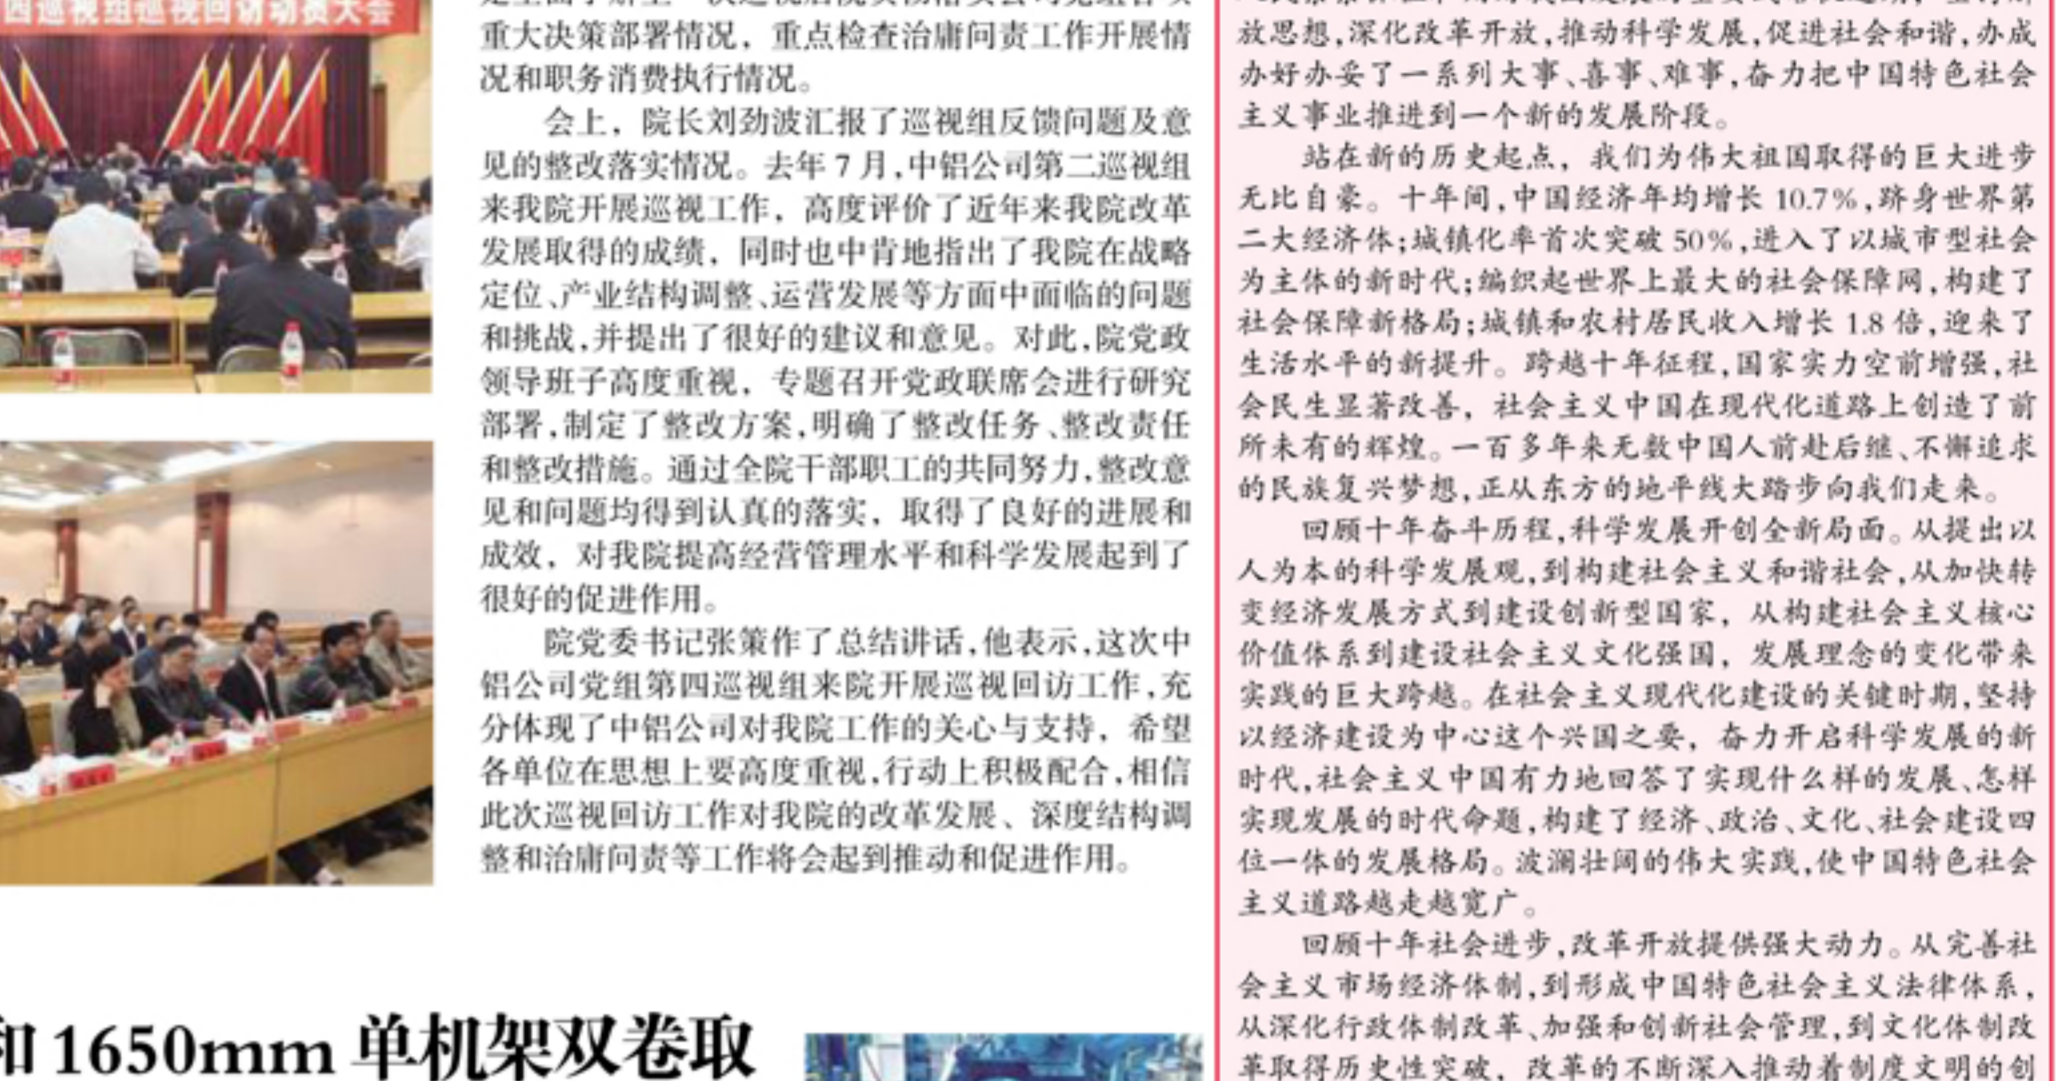 四巡视组巡视回访动员大会
重大决策部署情况，重点检查治庸问责工作开展情
况和职务消费执行情况。
会上，院长刘劲波汇报了巡视组反馈问题及意
见的整改落实情况。去年 7 月,中铝公司第二巡视组
来我院开展巡视工作，高度评价了近年来我院改革
发展取得的成绩，同时也中肯地指出了我院在战略
定位、产业结构调整、运营发展等方面中面临的问题
和挑战,并提出了很好的建议和意见。对此,院党政
领导班子高度重视，专题召开党政联席会进行研究
部署,制定了整改方案,明确了整改任务、整改责任
和整改措施。通过全院干部职工的共同努力,整改意
见和问题均得到认真的落实，取得了良好的进展和
成效，对我院提高经营管理水平和科学发展起到了
很好的促进作用。
院党委书记张策作了总结讲话,他表示,这次中
铝公司党组第四巡视组来院开展巡视回访工作,充
分体现了中铝公司对我院工作的关心与支持，希望
各单位在思想上要高度重视,行动上积极配合,相信
此次巡视回访工作对我院的改革发展、深度结构调
整和治庸问责等工作将会起到推动和促进作用。
和 1650mm 单机架双卷取
放思想,深化改革开放,推动科学发展,促进社会和谐,办成
办好办妥了一系列大事、喜事、难事,奋力把中国特色社会
主义事业推进到一个新的发展阶段。
站在新的历史起点，我们为伟大祖国取得的巨大进步
无比自豪。十年间,中国经济年均增长 10.7%,跻身世界第
二大经济体;城镇化率首次突破 50%,进入了以城市型社会
为主体的新时代;编织起世界上最大的社会保障网,构建了
社会保障新格局;城镇和农村居民收入增长 1.8 倍,迎来了
生活水平的新提升。跨越十年征程,国家实力空前增强,社
会民生显著改善，社会主义中国在现代化道路上创造了前
所未有的辉煌。一百多年来无数中国人前赴后继、不懈追求
的民族复兴梦想,正从东方的地平线大踏步向我们走来。
回顾十年奋斗历程,科学发展开创全新局面。从提出以
人为本的科学发展观,到构建社会主义和谐社会,从加快转
变经济发展方式到建设创新型国家，从构建社会主义核心
价值体系到建设社会主义文化强国，发展理念的变化带来
实践的巨大跨越。在社会主义现代化建设的关键时期,坚持
以经济建设为中心这个兴国之要，奋力开启科学发展的新
时代,社会主义中国有力地回答了实现什么样的发展、怎样
实现发展的时代命题,构建了经济、政治、文化、社会建设四
位一体的发展格局。波澜壮阔的伟大实践,使中国特色社会
主义道路越走越宽广。
回顾十年社会进步,改革开放提供强大动力。从完善社
会主义市场经济体制,到形成中国特色社会主义法律体系,
从深化行政体制改革、加强和创新社会管理,到文化体制改
革取得历史性突破，改革的不断深入推动着制度文明的创